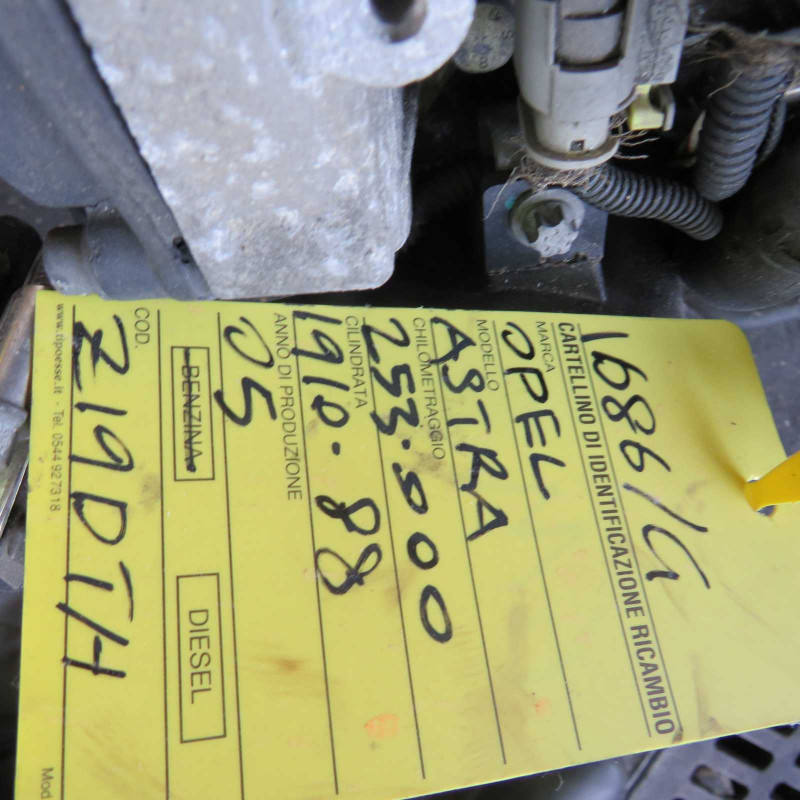 1686/G
CARTELLINO DI IDENTIFICAZIONE RICAMBIO
MARCA
OPEL
MODELLO
ASTRA
CHILOMETRAGGIO
253.000
CILINDRATA
1910. 88
ANNO DI PRODUZIONE
05
BENZINA
DIESEL
COD.
Z19DTH
www.tipoesse.it - Tel. 0544 927318
Mod